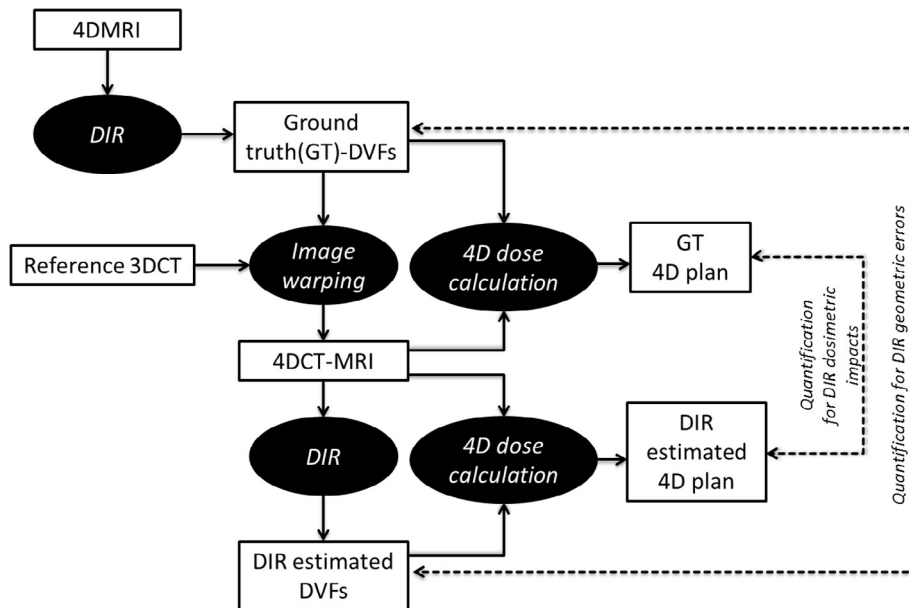 4DMRI
DIR
Ground
truth(GT)-DVFs
Reference 3DCT
Image
warping
4D dose
calculation
GT
4D plan
4DCT-MRI
DIR
4D dose
calculation
DIR
estimated
4D plan
DIR estimated
DVFs
Quantification
for DIR dosimetric
impacts
Quantification for DIR geometric errors